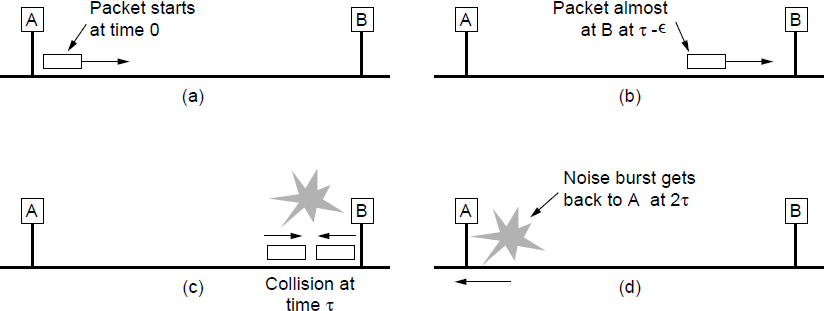 A
Packet starts
at time 0
B
(a)
A
Packet almost
at B at τ -ϵ
B
(b)
A
B
(c)
Collision at
time τ
A
Noise burst gets
back to A at 2τ
B
(d)